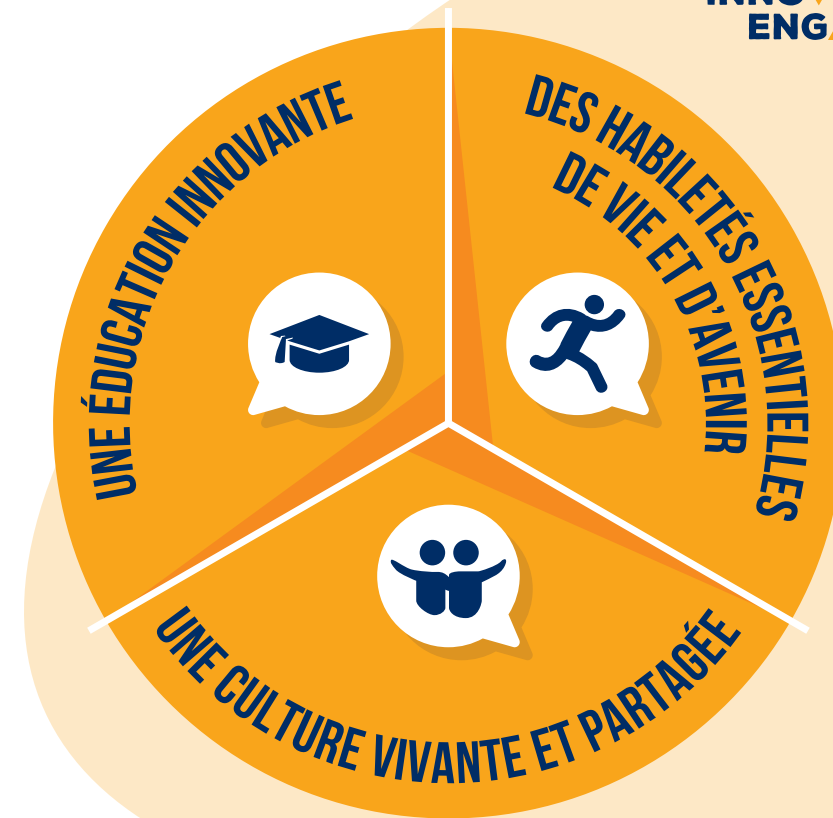 UNE ÉDUCATION INNOVANTE
DES HABILETÉS ESSENTIELLES
DE VIE ET D'AVENIR
UNE CULTURE VIVANTE ET PARTAGÉE